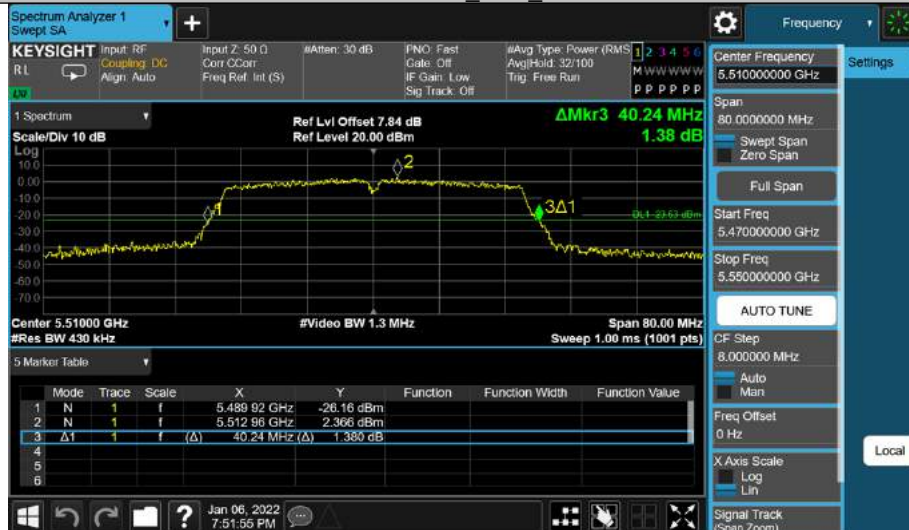 Spectrum Analyzer 1
Swept SA
+
Frequency
KEYSIGHT
RL
Input: RF
Coupling: DC
Align: Auto
Input Z: 50 Ω
Corr CCorr
Freq Ref: Int (S)
#Atten: 30 dB
PNO: Fast
Gate: Off
IF Gain: Low
Sig Track: Off
#Avg Type: Power (RMS
Avg|Hold: 32/100
Trig: Free Run
1 2 3 4 5 6
M W W W W W
P P P P P P
1 Spectrum
Scale/Div 10 dB
Ref Lvl Offset 7.84 dB
Ref Level 20.00 dBm
ΔMkr3 40.24 MHz
1.38 dB
Log
10.0
0.00
-10.0
-20.0
-30.0
-40.0
-50.0
-60.0
-70.0
2
1
3Δ1
DL1 -23.63 dBm
Center 5.51000 GHz
#Video BW 1.3 MHz
Span 80.00 MHz
#Res BW 430 kHz
Sweep 1.00 ms (1001 pts)
5 Marker Table
Mode Trace Scale X Y Function Function Width Function Value
1 N 1 f 5.489 92 GHz -26.16 dBm
2 N 1 f 5.512 96 GHz 2.366 dBm
3 Δ1 1 f (Δ) 40.24 MHz (Δ) 1.380 dB
4
5
6
?
Jan 06, 2022
7:51:55 PM
Center Frequency
5.510000000 GHz
Settings
Span
80.0000000 MHz
Swept Span
Zero Span
Full Span
Start Freq
5.470000000 GHz
Stop Freq
5.550000000 GHz
AUTO TUNE
CF Step
8.000000 MHz
Auto
Man
Freq Offset
0 Hz
Local
X Axis Scale
Log
Lin
Signal Track
(Span Zoom)